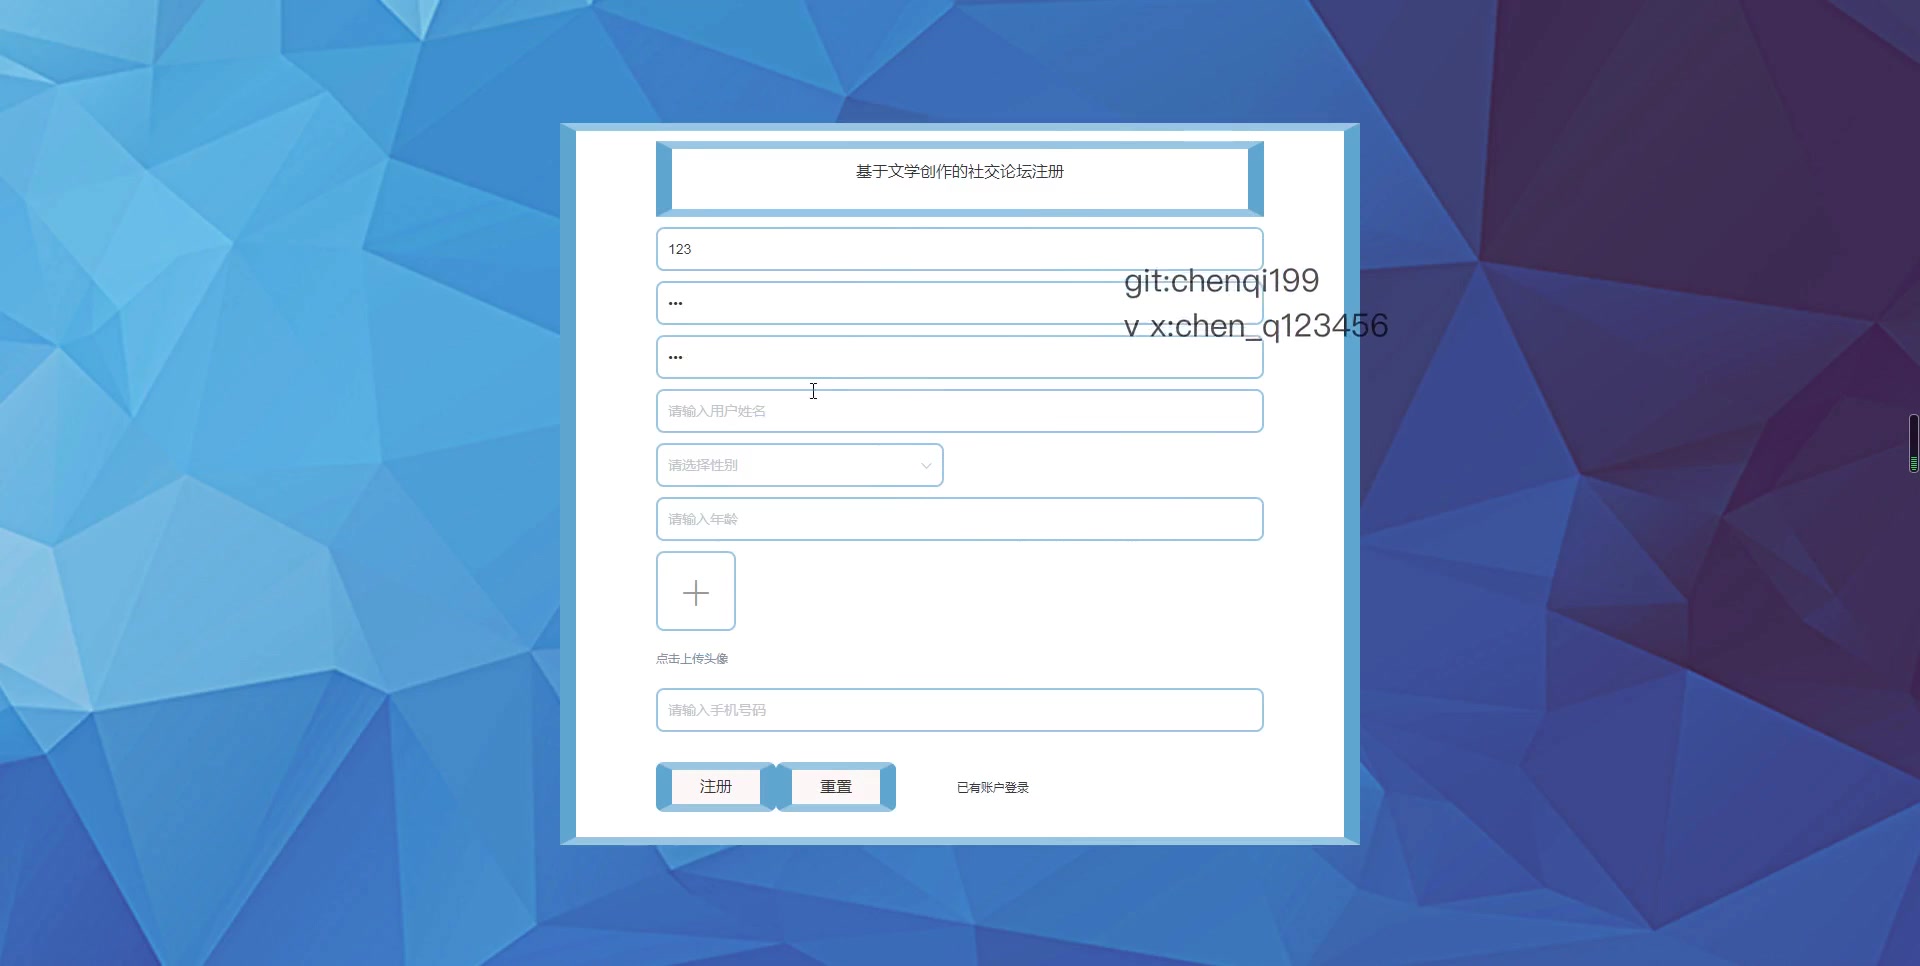 基于文学创作的社交论坛注册
123
git:chenqi199
•••
v x:chen_q123456
•••
请输入用户姓名
请选择性别
请输入年龄
点击上传头像
请输入手机号码
注册
重置
已有账户登录